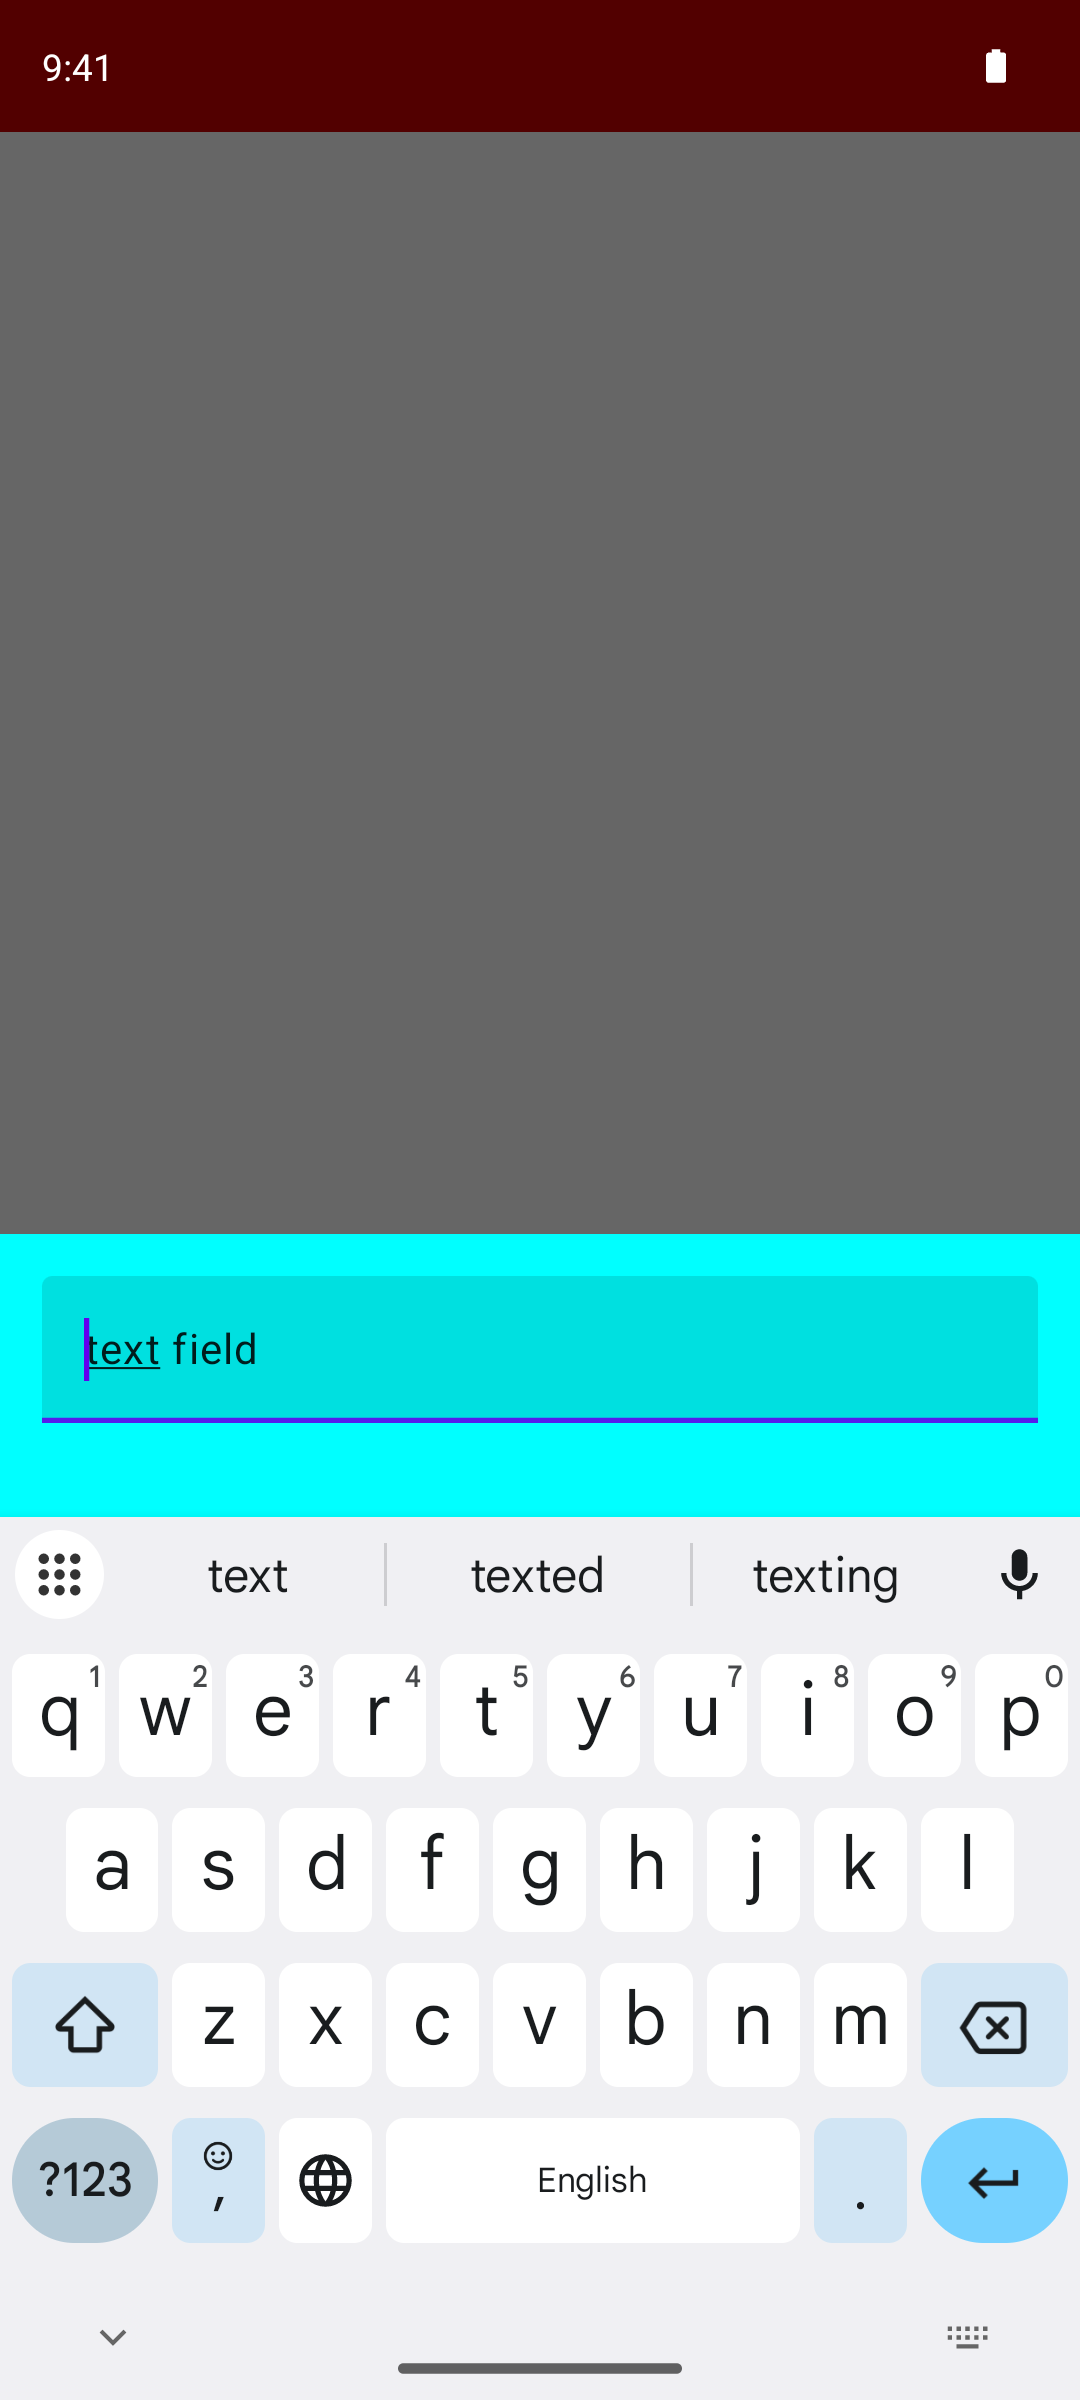 9:41
text field
text texted texting
q 1 w 2 e 3 r 4 t 5 y 6 u 7 i 8 o 9 p 0
a s d f g h j k l
z x c v b n m
?123 , English .